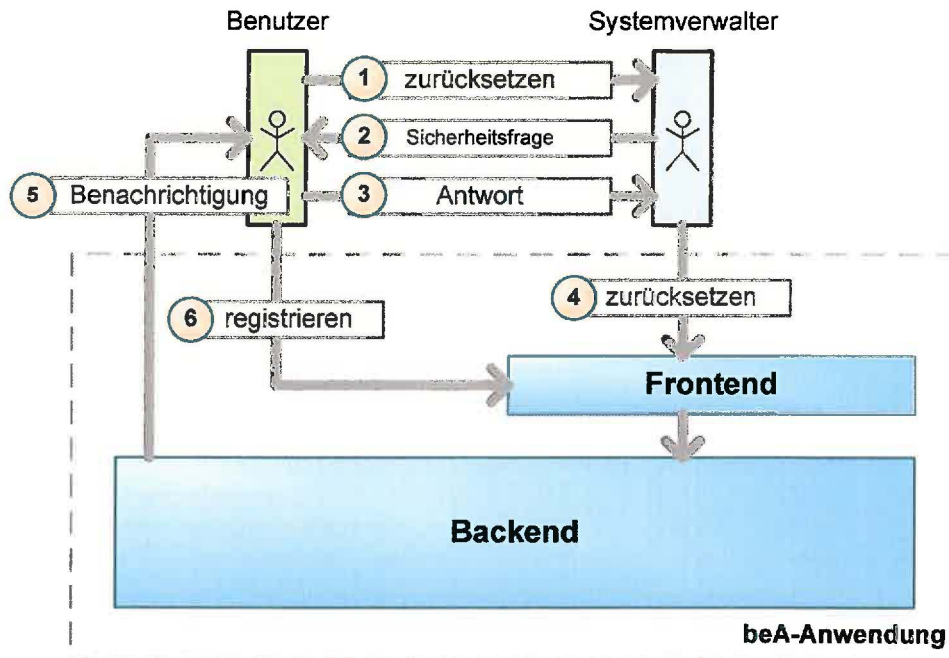 Benutzer
Systemverwalter
1 zurücksetzen
2 Sicherheitsfrage
3 Antwort
5 Benachrichtigung
4 zurücksetzen
6 registrieren
Frontend
Backend
beA-Anwendung